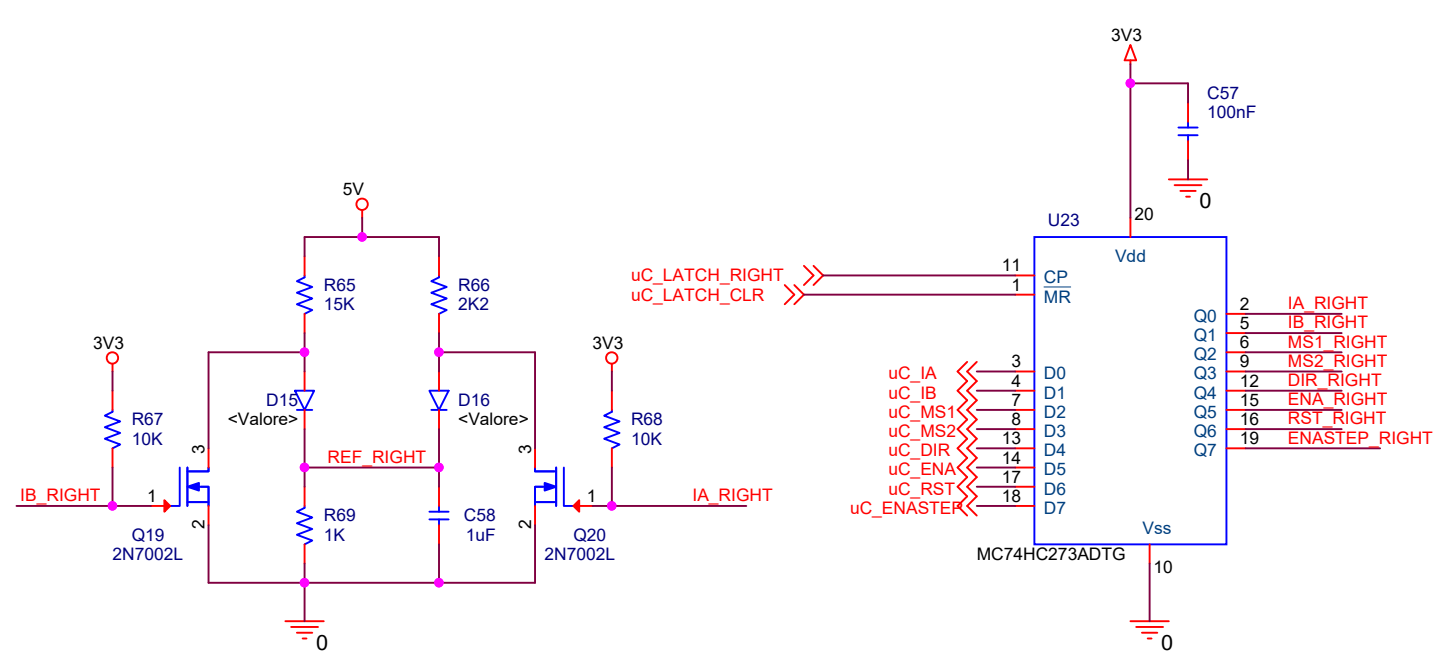 3V3
C57
100nF
0
5V
20
U23
Vdd
R65
15K
R66
2K2
uC_LATCH_RIGHT
11
CP
uC_LATCH_CLR
1
MR
2
IA_RIGHT
Q0
5
IB_RIGHT
Q1
6
MS1_RIGHT
Q2
9
MS2_RIGHT
Q3
12
DIR_RIGHT
Q4
15
ENA_RIGHT
Q5
16
RST_RIGHT
Q6
19
ENASTEP_RIGHT
Q7
3V3
3V3
uC_IA
3
D0
uC_IB
4
D1
uC_MS1
7
D2
uC_MS2
8
D3
uC_DIR
13
D4
uC_ENA
14
D5
uC_RST
17
D6
uC_ENASTEP
18
D7
D15
<Valore>
D16
<Valore>
R67
10K
R68
10K
3
3
REF_RIGHT
IB_RIGHT
1
1
IA_RIGHT
2
2
R69
1K
C58
1uF
Q19
2N7002L
Q20
2N7002L
Vss
MC74HC273ADTG
10
0
0